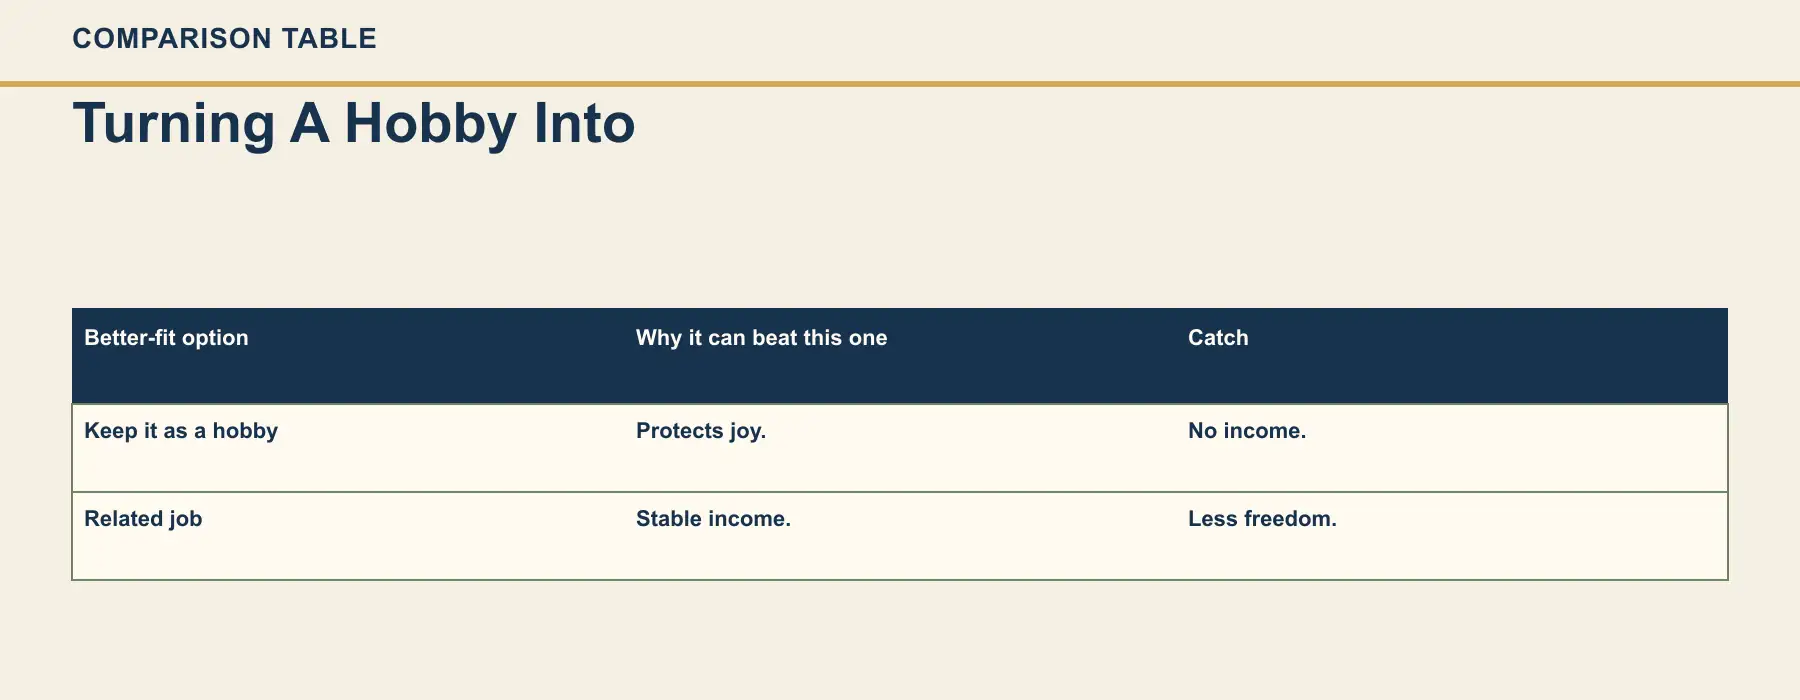 COMPARISON TABLE
Turning A Hobby Into
Better-fit option Why it can beat this one Catch
Keep it as a hobby Protects joy. No income.
Related job Stable income. Less freedom.